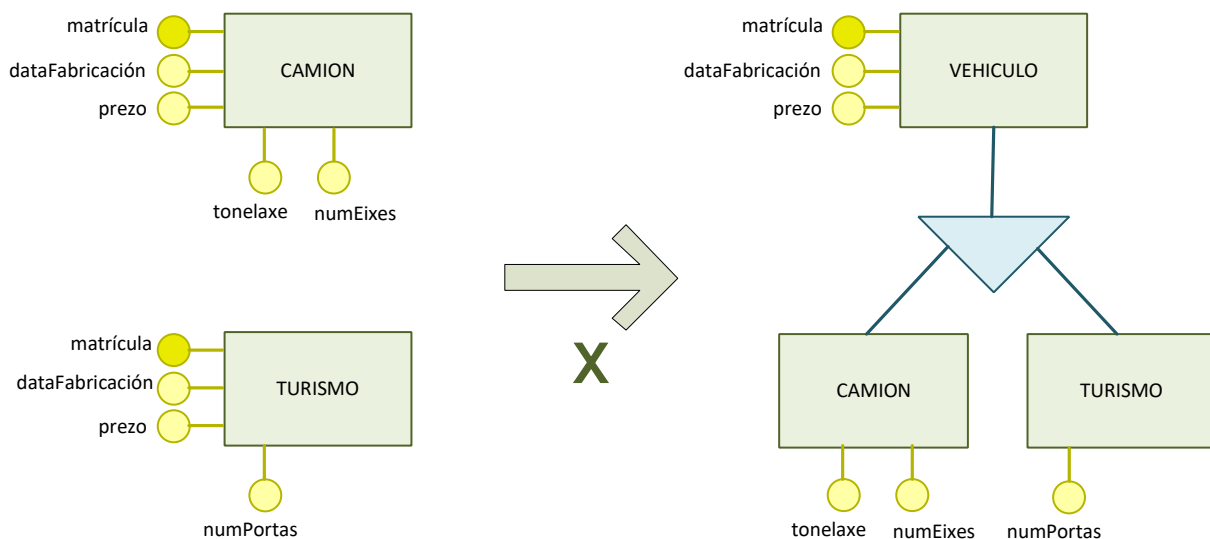 matrícula
dataFabricación
prezo
CAMION
tonelaxe
numEixes
matrícula
dataFabricación
prezo
TURISMO
numPortas
X
matrícula
dataFabricación
prezo
VEHICULO
CAMION
TURISMO
tonelaxe
numEixes
numPortas